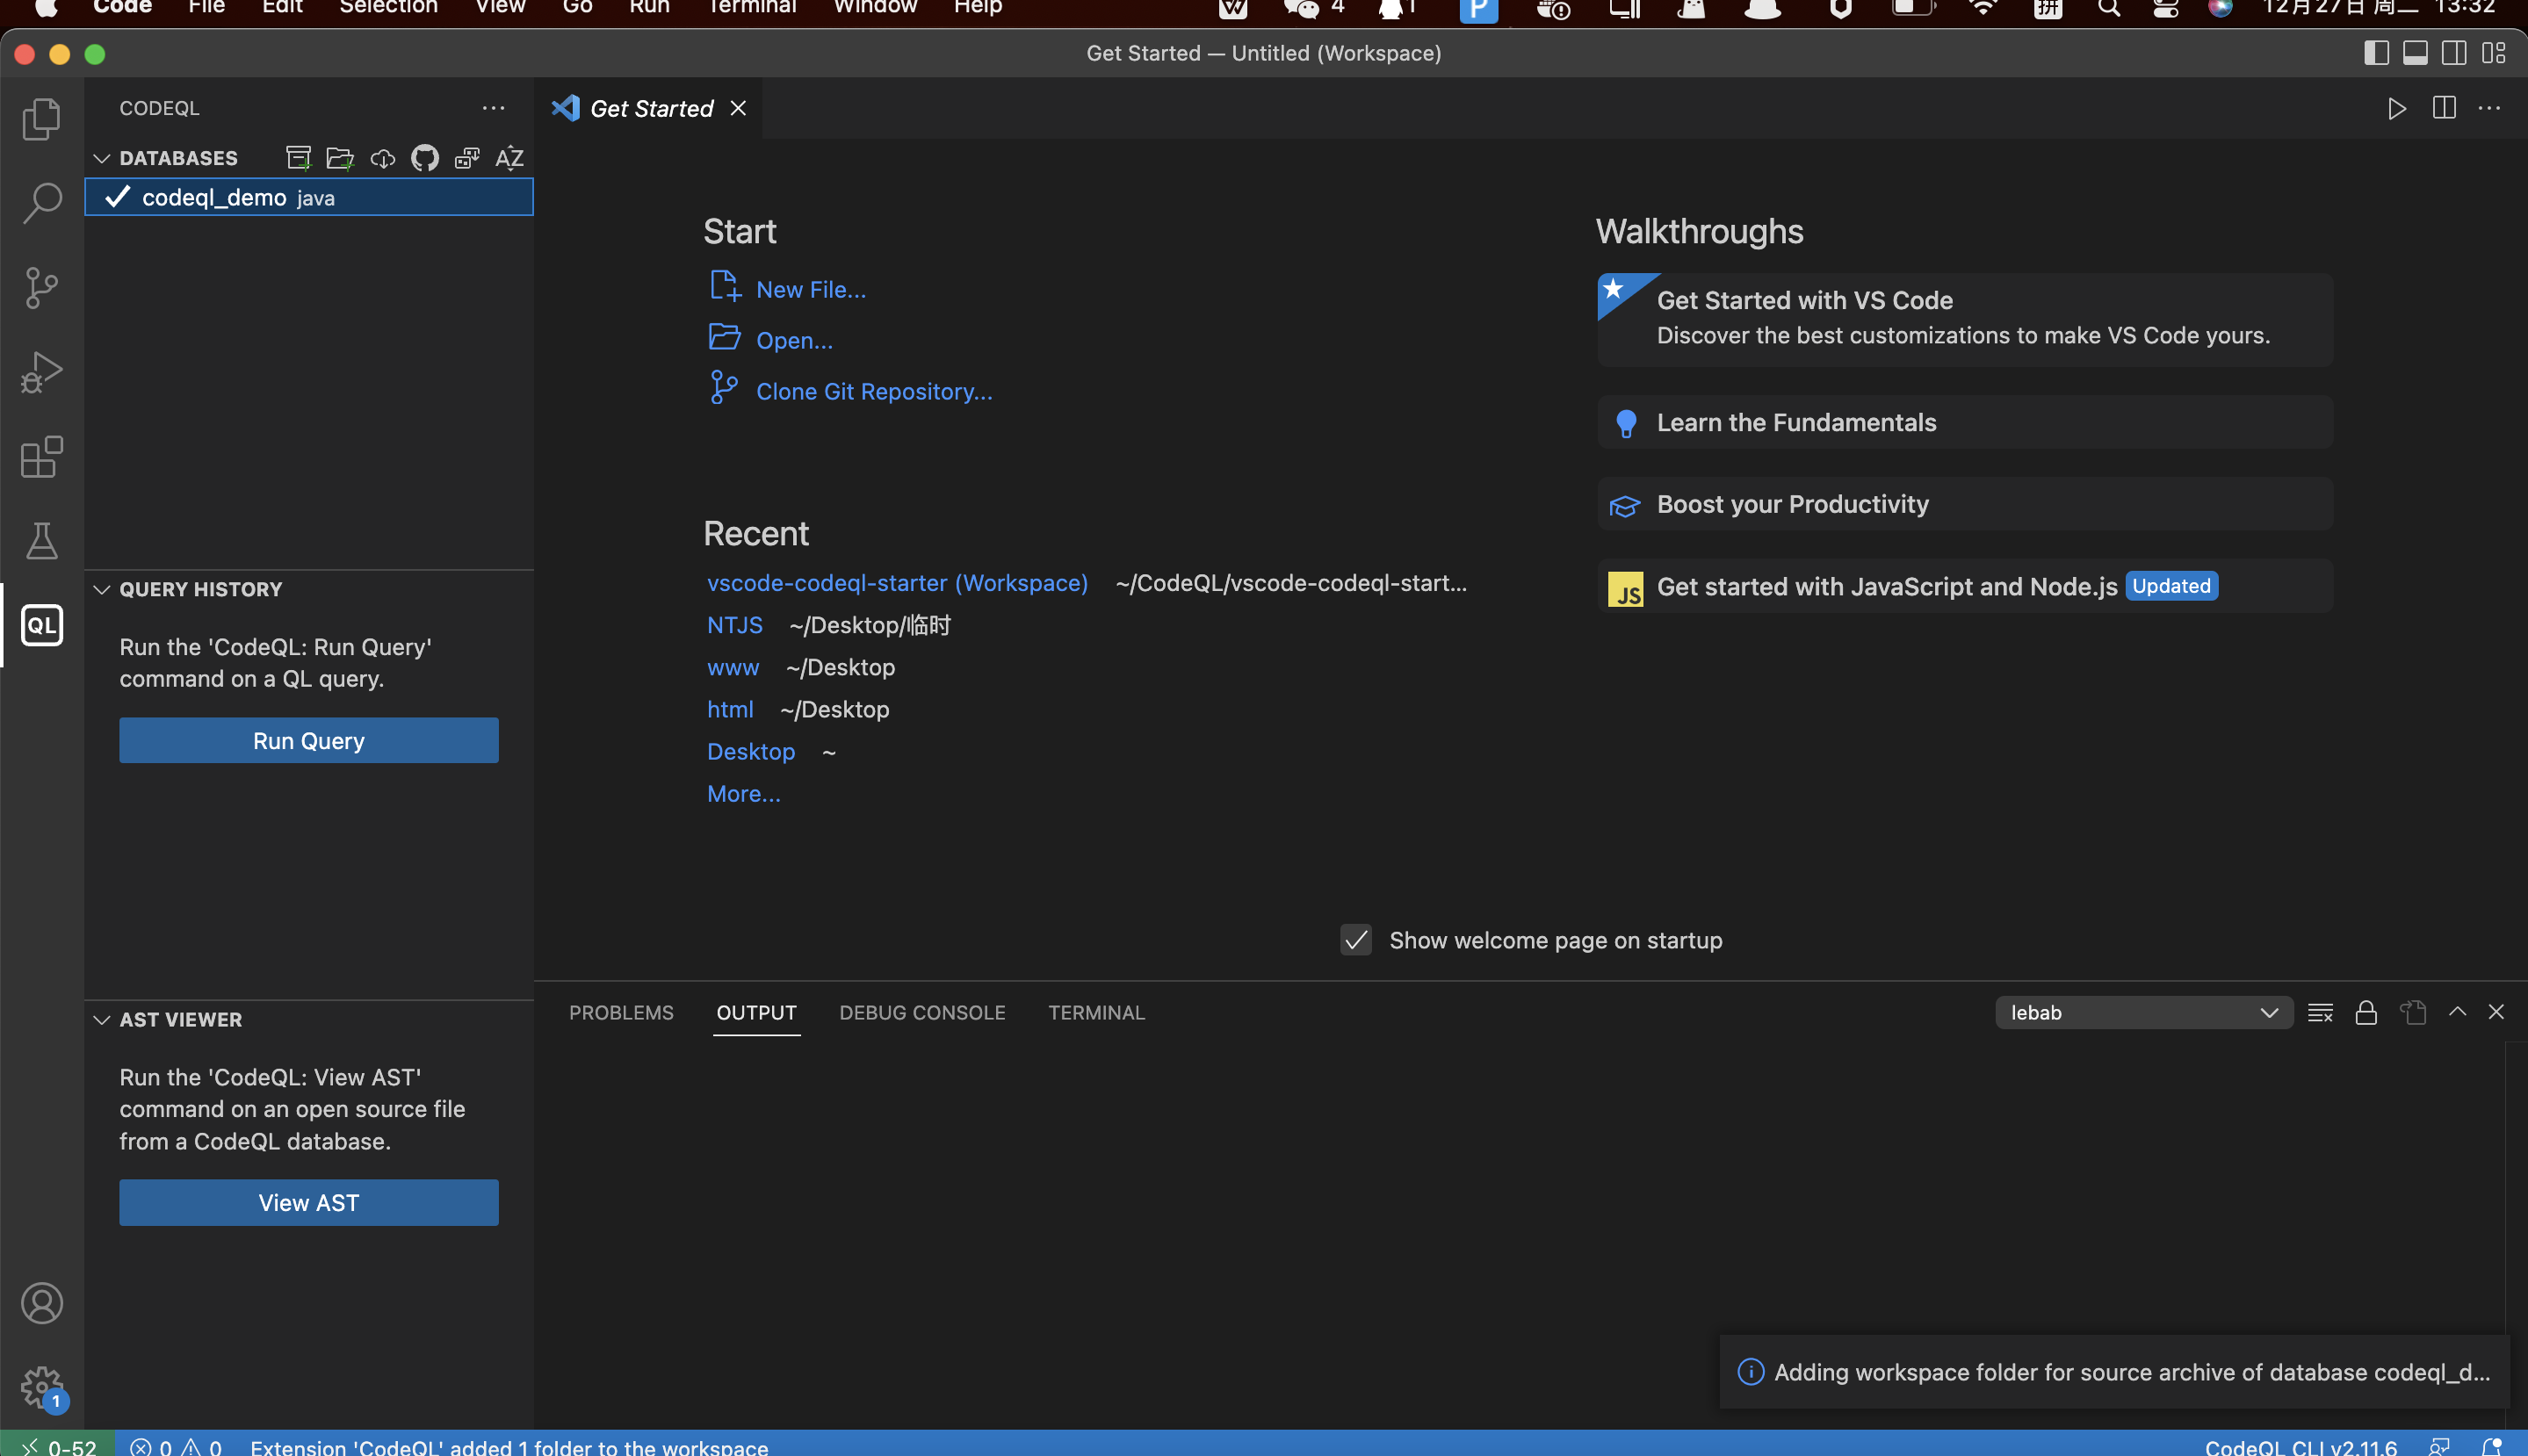 Code File Edit Selection View Go Run Terminal Window Help 4 1 P 拼 12月27日 周二 13:32
Get Started — Untitled (Workspace)
CODEQL
Get Started
DATABASES
codeql_demo java
Start
New File...
Open...
Clone Git Repository...
Recent
vscode-codeql-starter (Workspace) ~/CodeQL/vscode-codeql-start...
NTJS ~/Desktop/临时
www ~/Desktop
html ~/Desktop
Desktop ~
More...
Walkthroughs
Get Started with VS Code
Discover the best customizations to make VS Code yours.
Learn the Fundamentals
Boost your Productivity
JS Get started with JavaScript and Node.js Updated
Show welcome page on startup
QUERY HISTORY
Run the 'CodeQL: Run Query'
command on a QL query.
Run Query
QL
AST VIEWER
Run the 'CodeQL: View AST'
command on an open source file
from a CodeQL database.
View AST
PROBLEMS OUTPUT DEBUG CONSOLE TERMINAL lebab
Adding workspace folder for source archive of database codeql_d...
1
0-52 0 0 Extension 'CodeQL' added 1 folder to the workspace CodeQL CLI v2.11.6